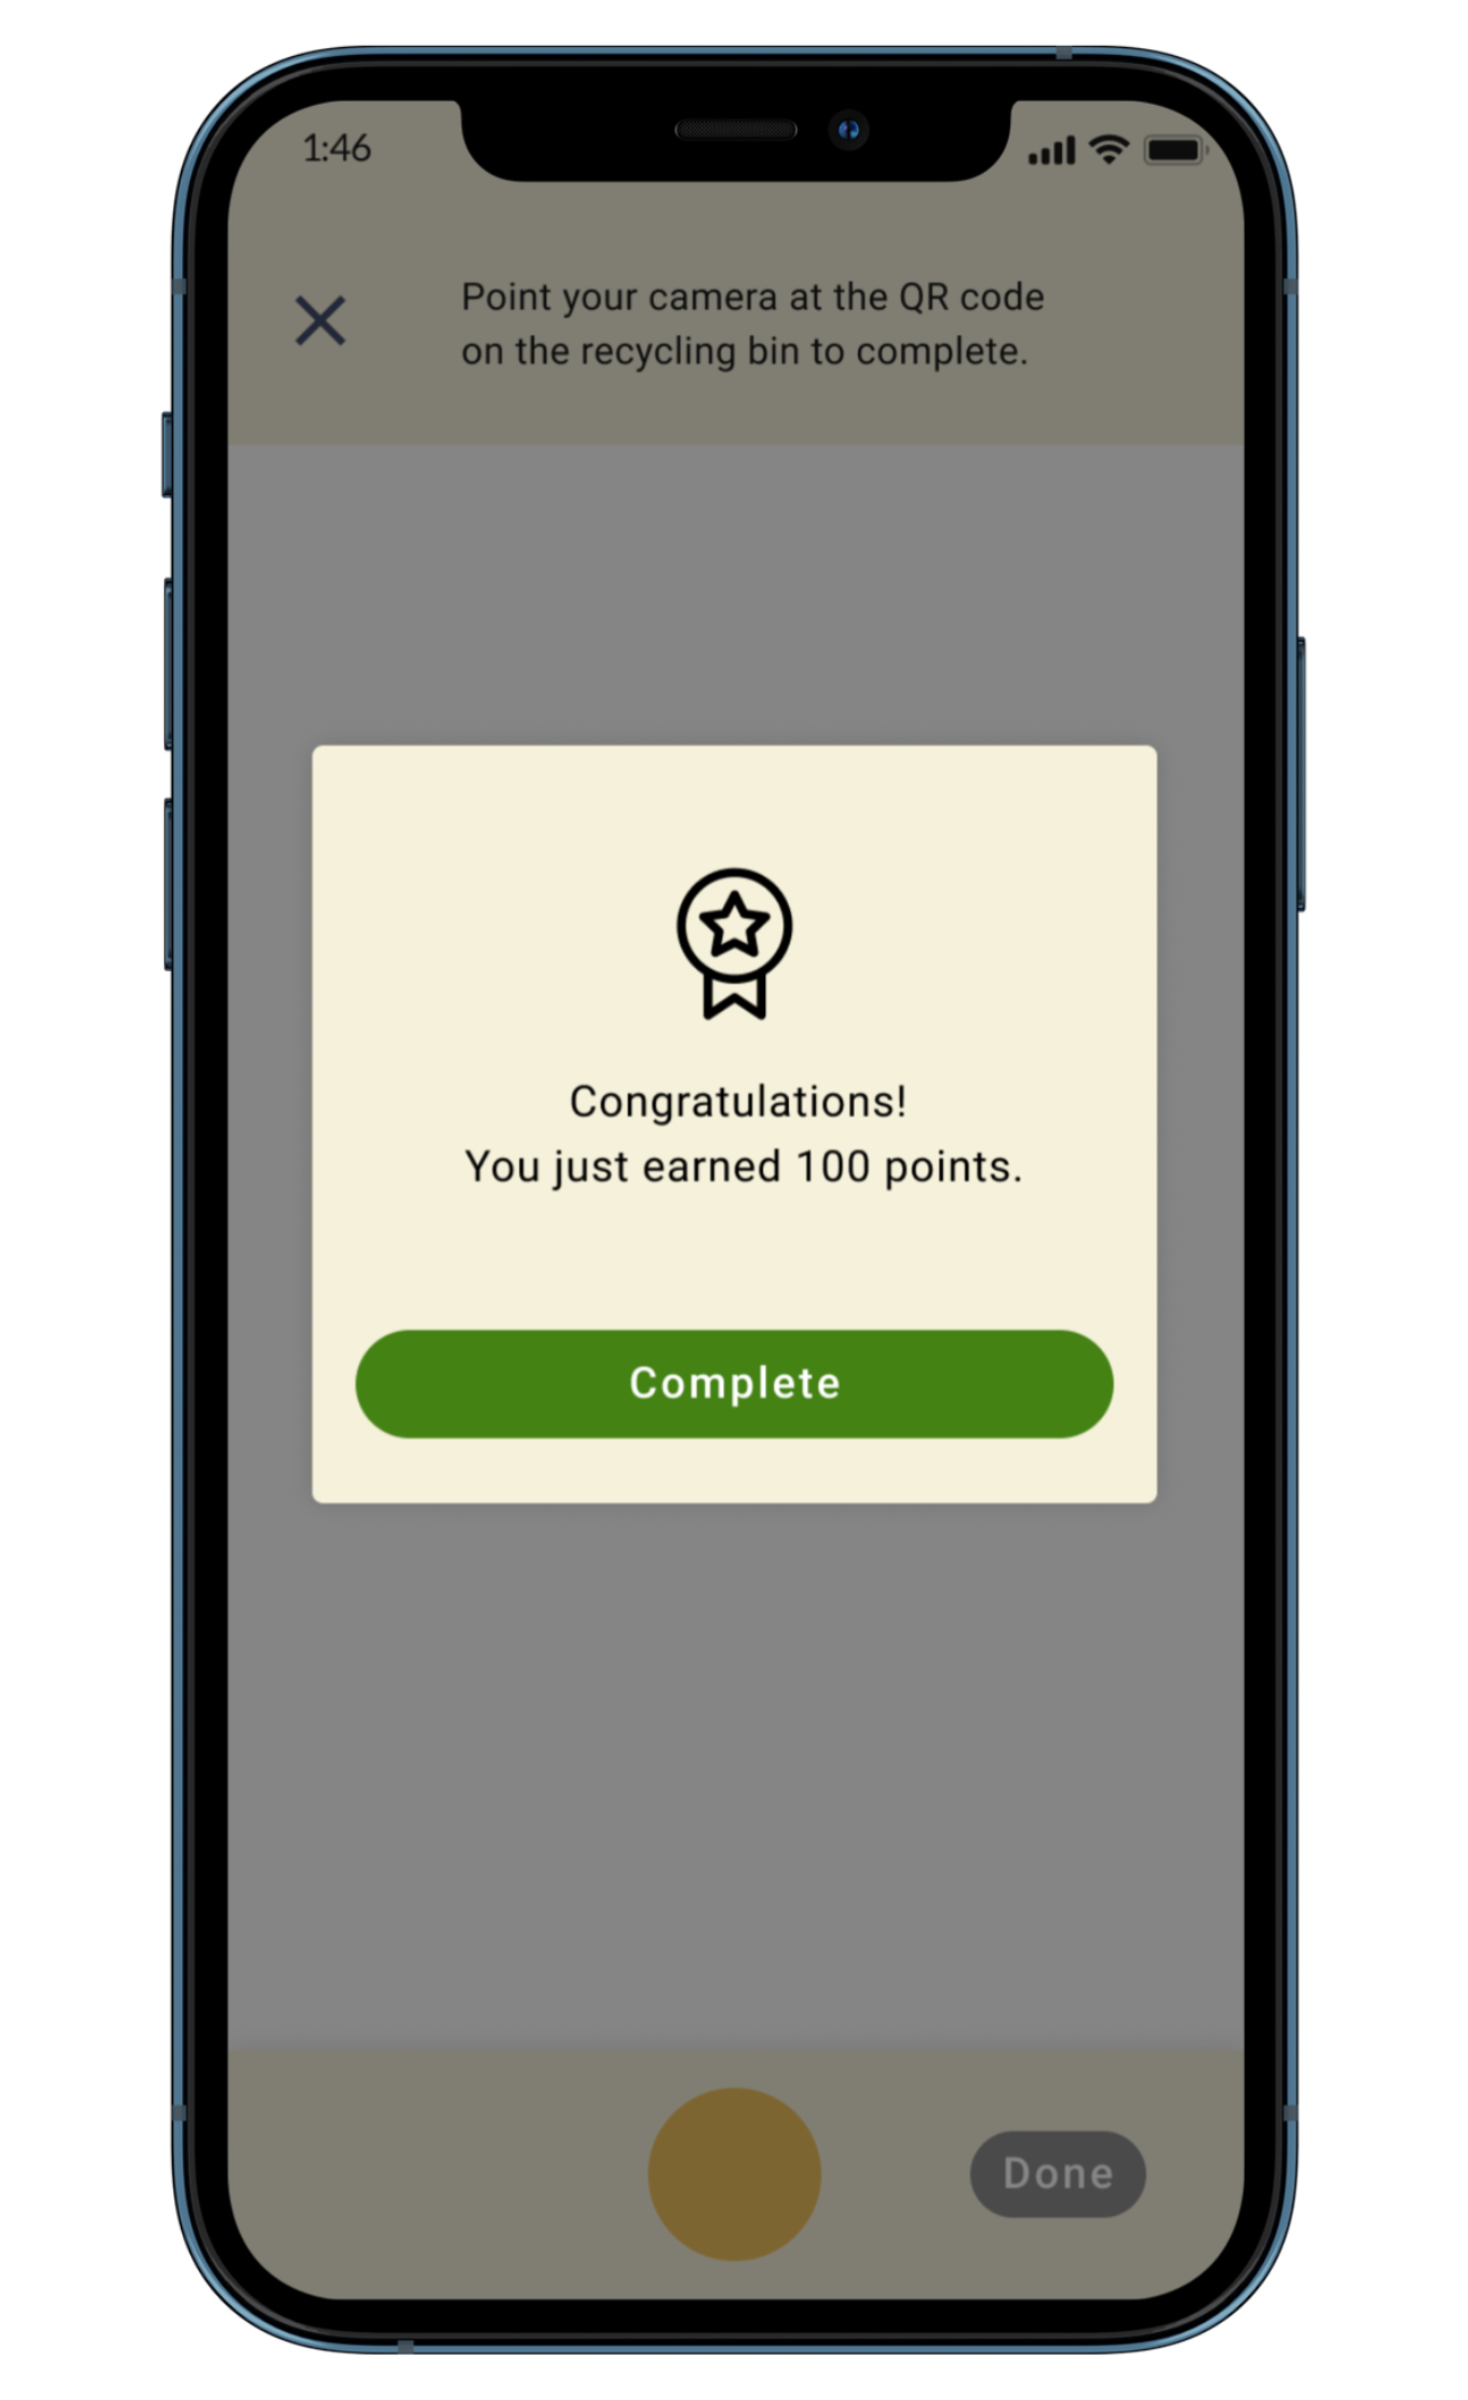 1:46
Point your camera at the QR code
on the recycling bin to complete.
Congratulations!
You just earned 100 points.
Complete
Done